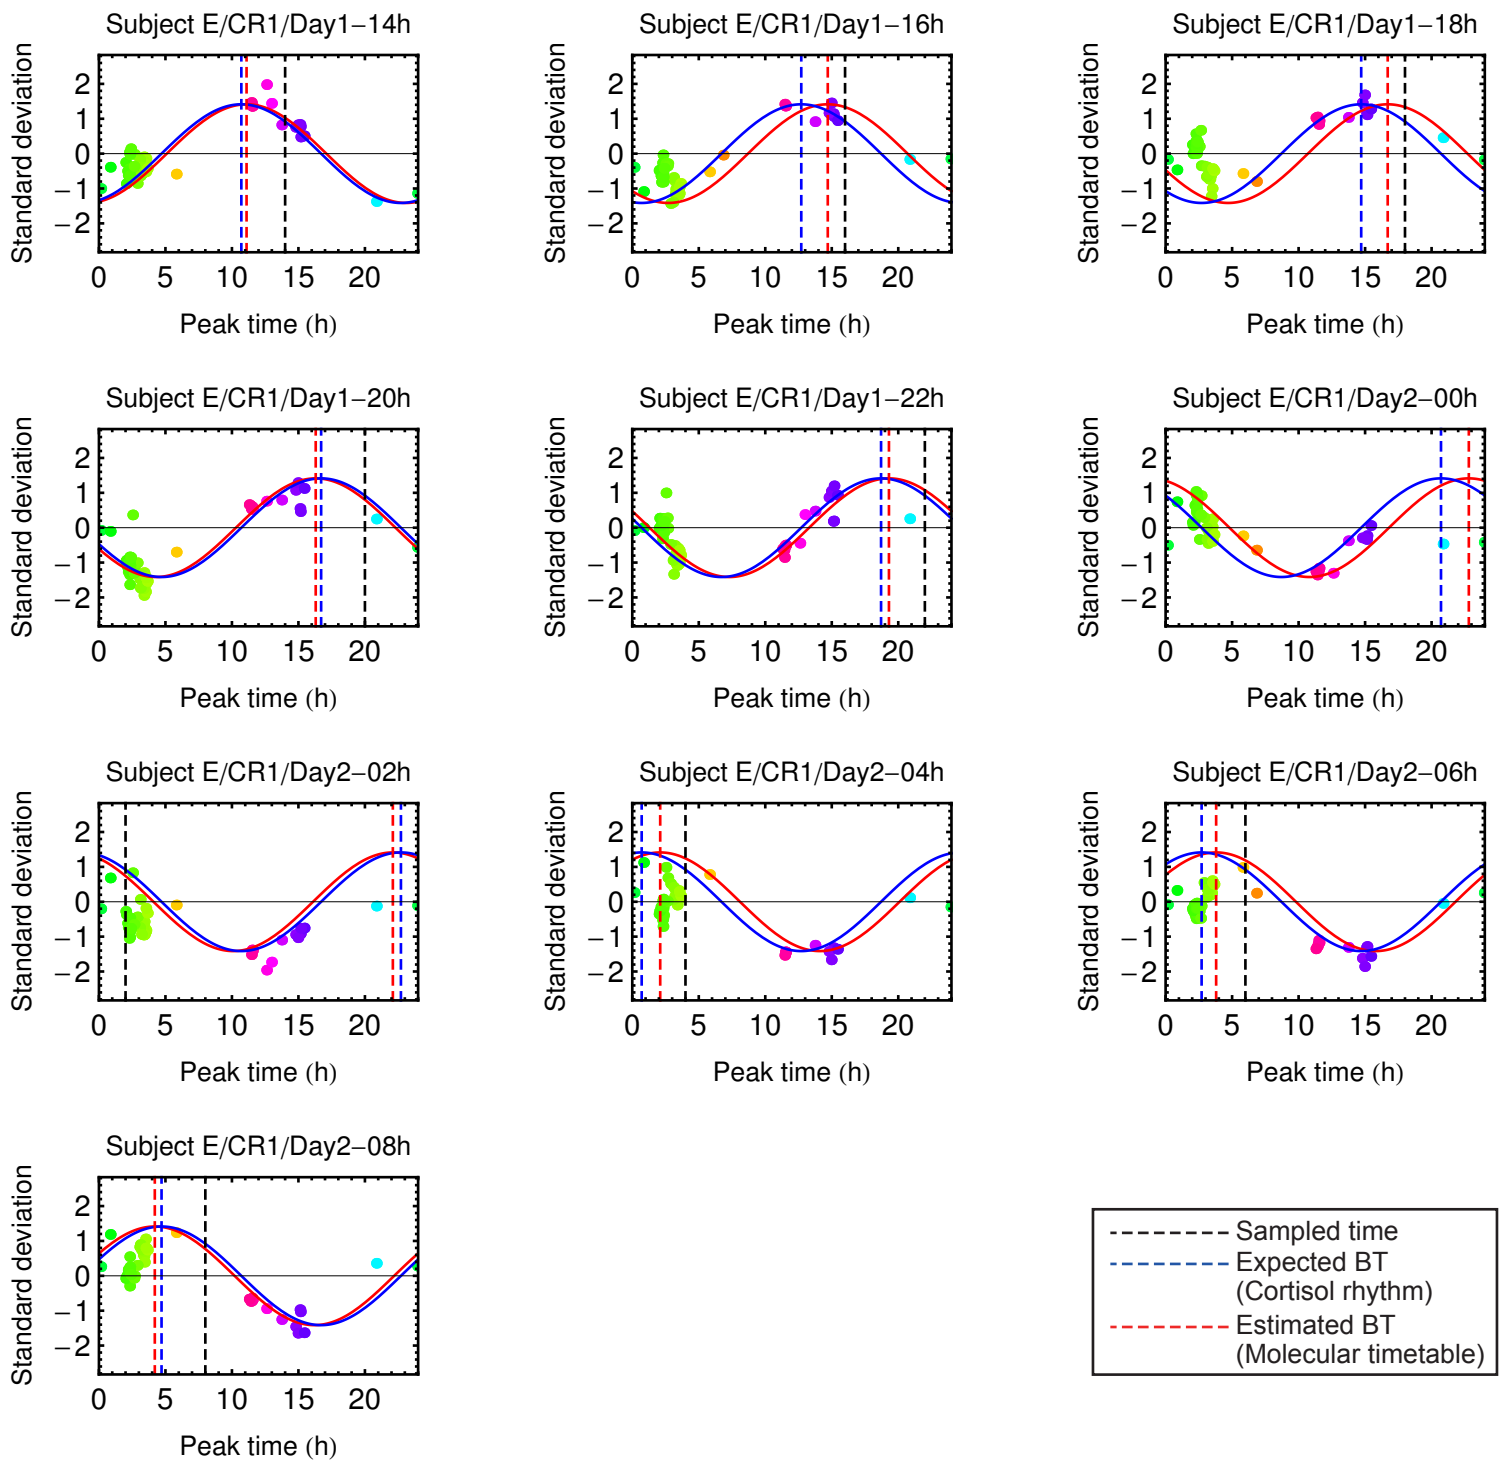 Subject E/CR1/Day1−14h
Standard deviation
2
1
0
−1
−2
0 5 10 15 20
Peak time (h)
Subject E/CR1/Day1−16h
Standard deviation
2
1
0
−1
−2
0 5 10 15 20
Peak time (h)
Subject E/CR1/Day1−18h
Standard deviation
2
1
0
−1
−2
0 5 10 15 20
Peak time (h)
Subject E/CR1/Day1−20h
Standard deviation
2
1
0
−1
−2
0 5 10 15 20
Peak time (h)
Subject E/CR1/Day1−22h
Standard deviation
2
1
0
−1
−2
0 5 10 15 20
Peak time (h)
Subject E/CR1/Day2−00h
Standard deviation
2
1
0
−1
−2
0 5 10 15 20
Peak time (h)
Subject E/CR1/Day2−02h
Standard deviation
2
1
0
−1
−2
0 5 10 15 20
Peak time (h)
Subject E/CR1/Day2−04h
Standard deviation
2
1
0
−1
−2
0 5 10 15 20
Peak time (h)
Subject E/CR1/Day2−06h
Standard deviation
2
1
0
−1
−2
0 5 10 15 20
Peak time (h)
Subject E/CR1/Day2−08h
Standard deviation
2
1
0
−1
−2
0 5 10 15 20
Peak time (h)
Sampled time
Expected BT
(Cortisol rhythm)
Estimated BT
(Molecular timetable)